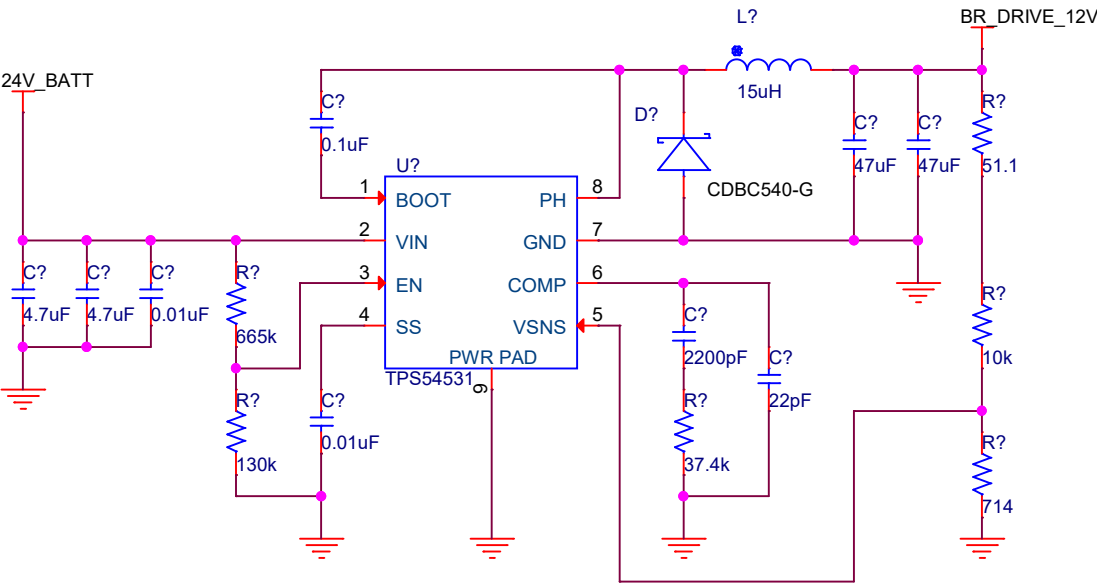 L?
BR_DRIVE_12V
24V_BATT
15uH
C?
0.1uF
D?
CDBC540-G
C?
47uF
C?
47uF
R?
51.1
U?
1
BOOT
PH
8
2
VIN
GND
7
3
EN
COMP
6
4
SS
VSNS
5
PWR PAD
TPS54531
9
C?
4.7uF
C?
4.7uF
C?
0.01uF
R?
665k
R?
130k
C?
0.01uF
C?
2200pF
C?
22pF
R?
37.4k
R?
10k
R?
714